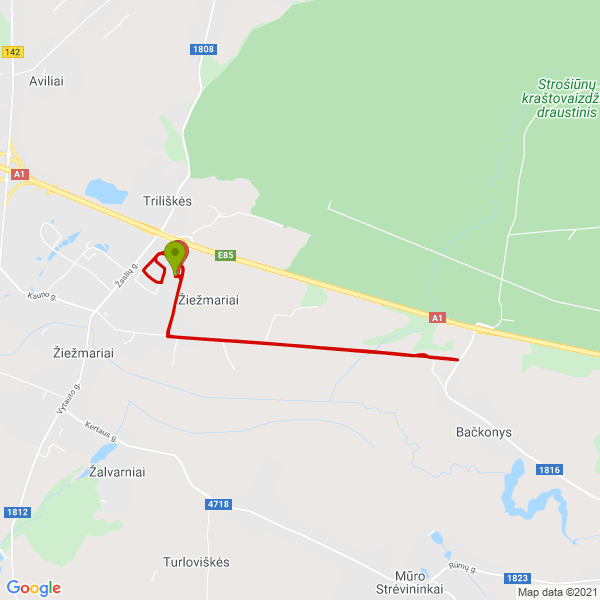 1808
142
Aviliai
Strošiūnų
kraštovaizdž
draustinis
A1
Triliškės
E85
Žaslių g.
Kauno g.
Žiežmariai
A1
Žiežmariai
Vytauto g.
Kertaus g.
Bačkonys
Žalvarniai
1816
4718
1812
Turloviškės
Mūro
Strėvininkai
Rūmų g.
1823
Google
Map data ©2021